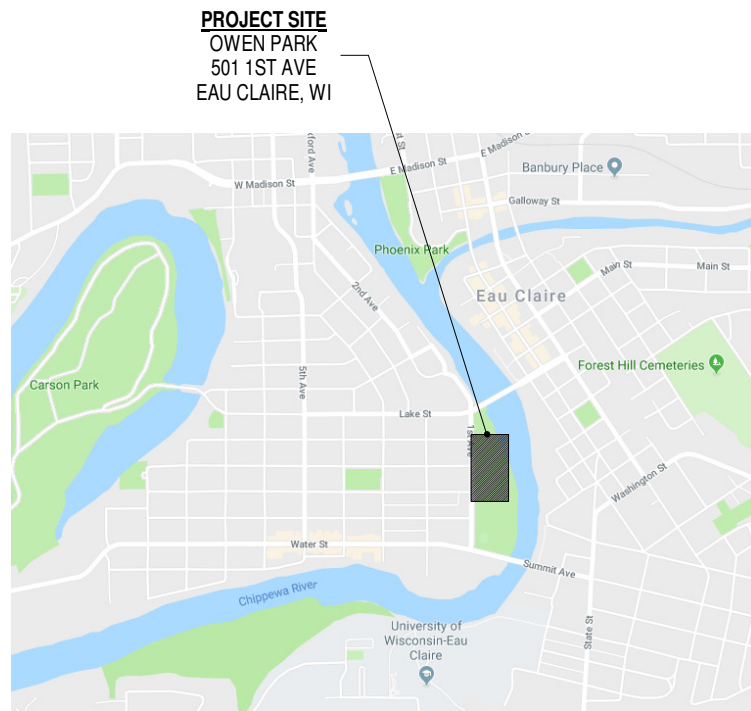 PROJECT SITE
OWEN PARK
501 1ST AVE
EAU CLAIRE, WI
E Madison St
E Madison St
W Madison St
Banbury Place
Galloway St
Phoenix Park
Main St
Main St
2nd Ave
Eau Claire
Forest Hill Cemeteries
Carson Park
5th Ave
Lake St
1st Ave
Washington St
Water St
Summit Ave
Chippewa River
University of
Wisconsin-Eau
Claire
State St